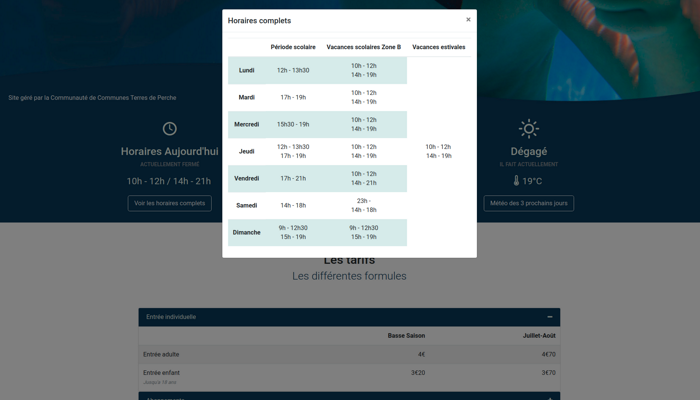 Horaires complets ×
Période scolaire Vacances scolaires Zone B Vacances estivales
Lundi 12h - 13h30 10h - 12h
14h - 19h
Mardi 17h - 19h 10h - 12h
14h - 19h
Mercredi 15h30 - 19h 10h - 12h
14h - 19h
Jeudi 12h - 13h30 10h - 12h 10h - 12h
17h - 19h 14h - 19h 14h - 19h
Vendredi 17h - 21h 10h - 12h
14h - 21h
Samedi 14h - 18h 23h -
14h - 18h
Dimanche 9h - 12h30 9h - 12h30
15h - 19h 15h - 19h
Site géré par la Communauté de Communes Terres de Perche
Horaires Aujourd'hui
ACTUELLEMENT FERMÉ
10h - 12h / 14h - 21h
Voir les horaires complets
Dégagé
IL FAIT ACTUELLEMENT
19°C
Météo des 3 prochains jours
Les tarifs
Les différentes formules
Entrée individuelle
Basse Saison Juillet-Août
Entrée adulte 4€ 4€70
Entrée enfant 3€20 3€70